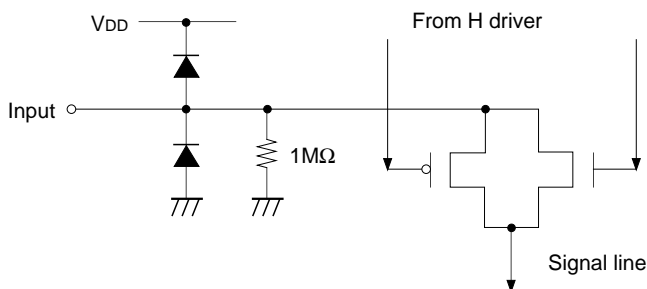 VDD
From H driver
Input
1MΩ
Signal line